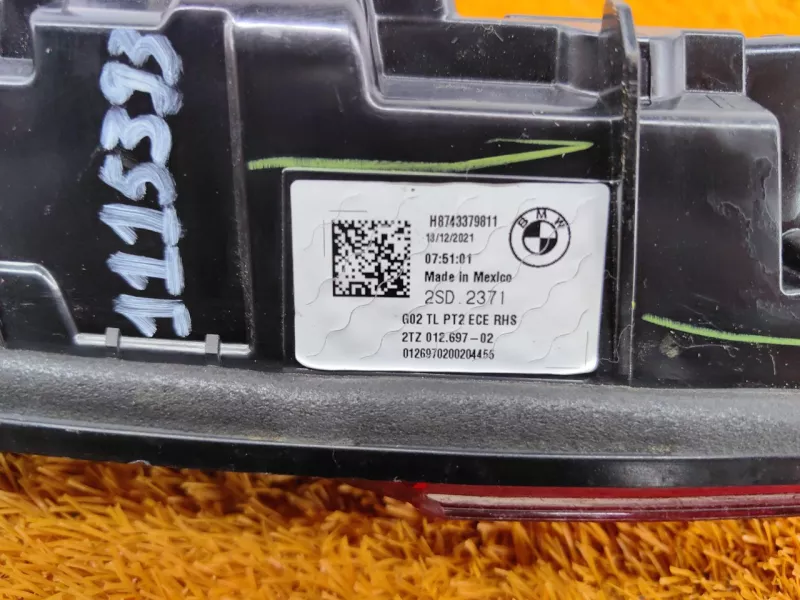 115393
H8743379811
13/12/2021
07:51:01
Made in Mexico
BMW
2SD.2371
G02 TL PT2 ECE RHS
2TZ 012.697-02
0126970200204455